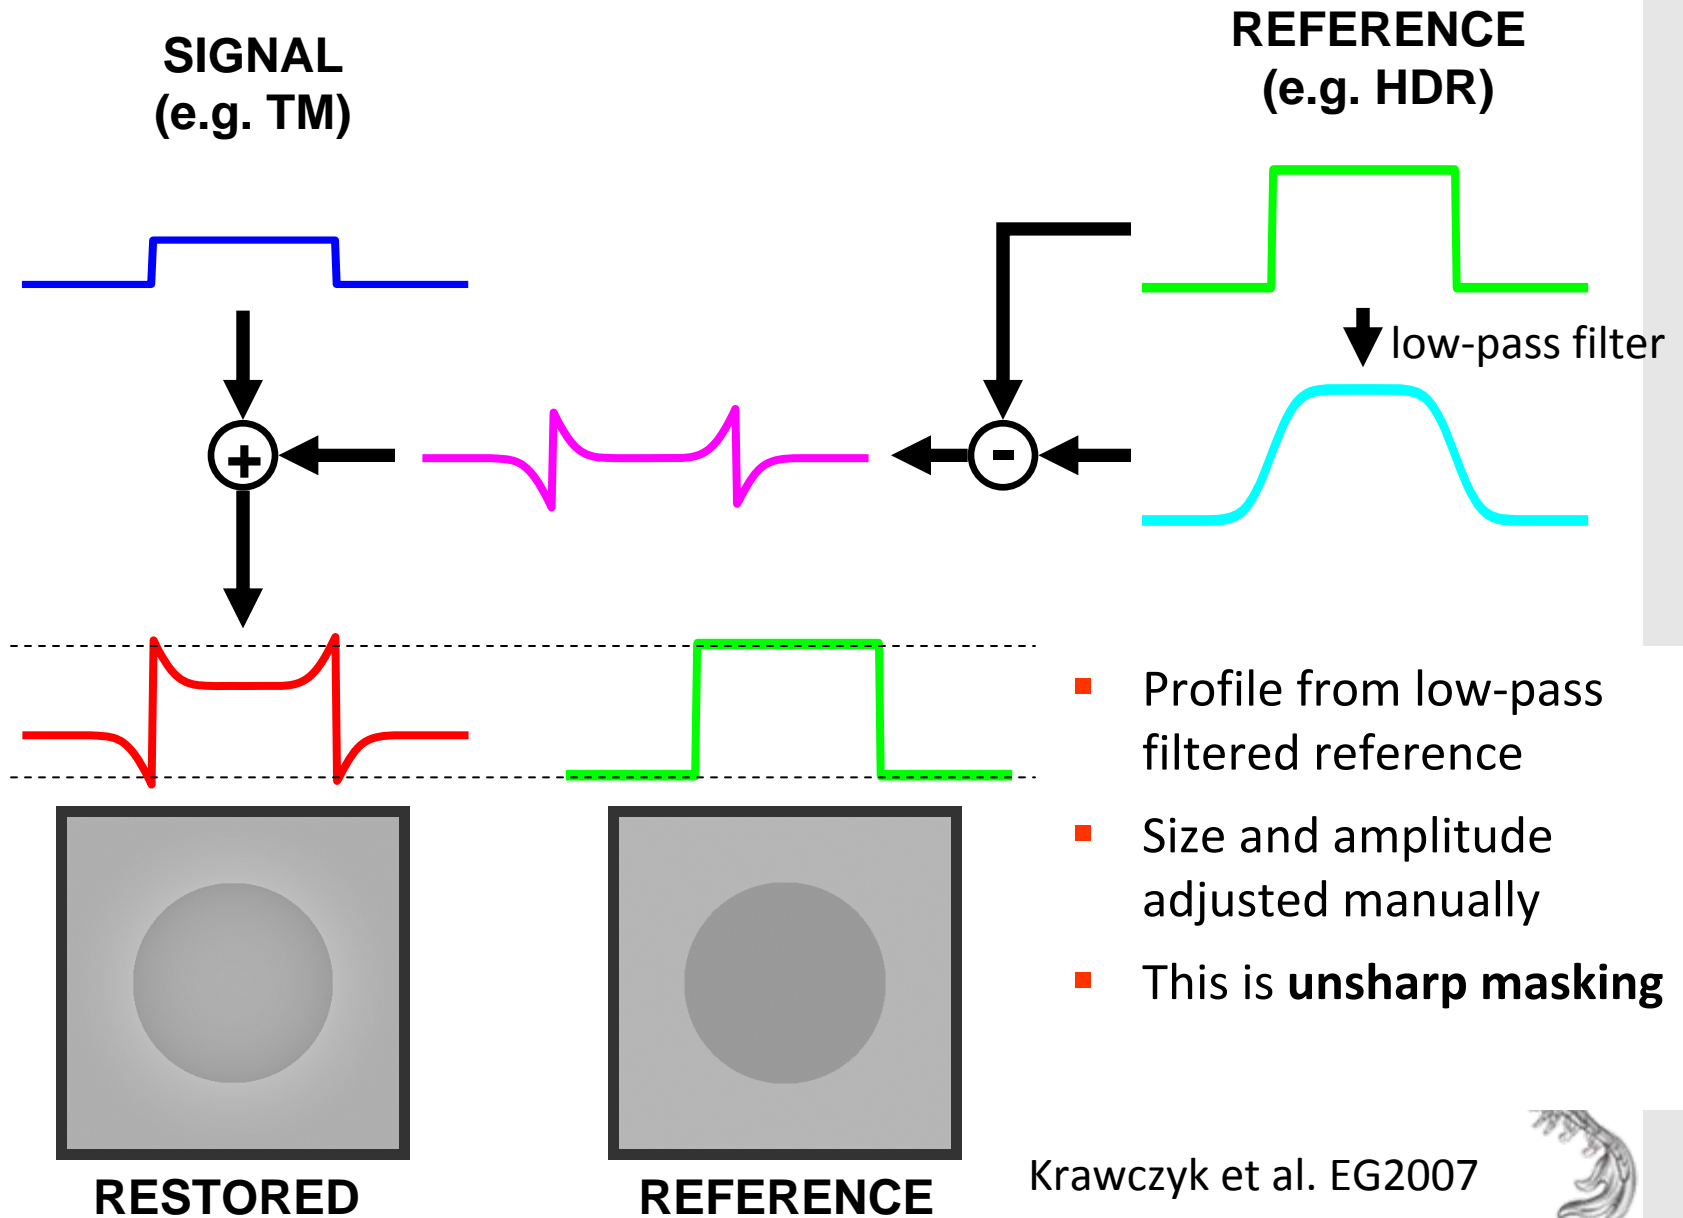 SIGNAL
(e.g. TM)
REFERENCE
(e.g. HDR)
low-pass filter
+
-
Profile from low-pass
filtered reference
Size and amplitude
adjusted manually
This is unsharp masking
RESTORED
REFERENCE
Krawczyk et al. EG2007